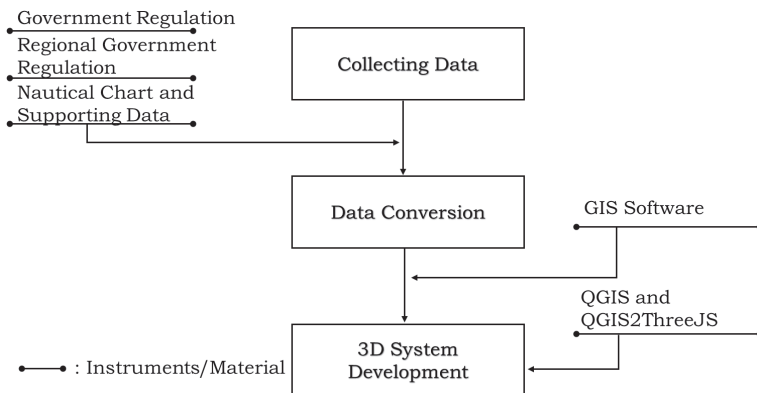 Government Regulation
Regional Government
Regulation
Nautical Chart and
Supporting Data
Collecting Data
Data Conversion
GIS Software
QGIS and
QGIS2ThreeJS
3D System
Development
: Instruments/Material